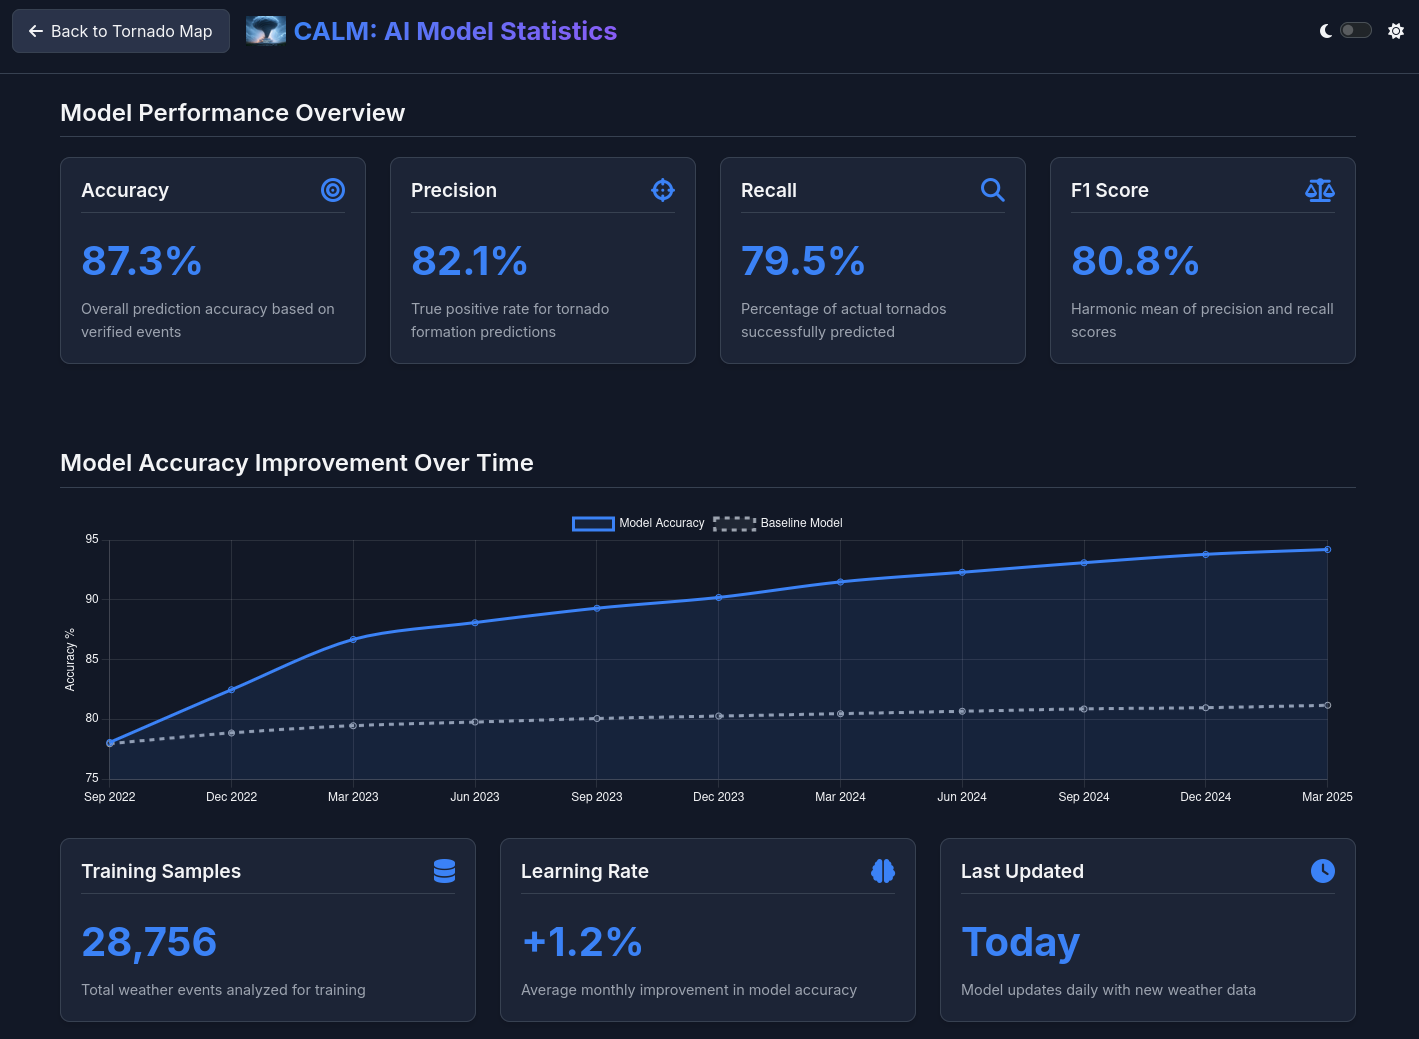 Back to Tornado Map
CALM: AI Model Statistics
Model Performance Overview
Accuracy
87.3%
Overall prediction accuracy based on
verified events
Precision
82.1%
True positive rate for tornado
formation predictions
Recall
79.5%
Percentage of actual tornados
successfully predicted
F1 Score
80.8%
Harmonic mean of precision and recall
scores
Model Accuracy Improvement Over Time
Model Accuracy
Baseline Model
Accuracy %
95
90
85
80
75
Sep 2022
Dec 2022
Mar 2023
Jun 2023
Sep 2023
Dec 2023
Mar 2024
Jun 2024
Sep 2024
Dec 2024
Mar 2025
Training Samples
28,756
Total weather events analyzed for training
Learning Rate
+1.2%
Average monthly improvement in model accuracy
Last Updated
Today
Model updates daily with new weather data